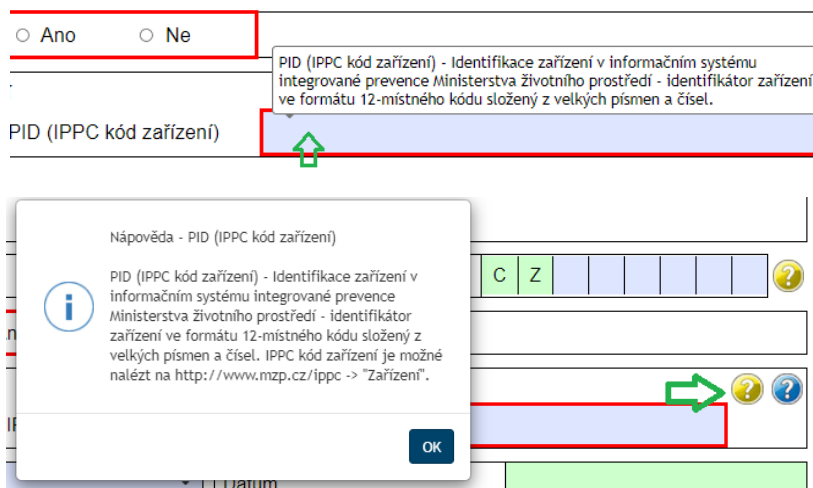 Ano
Ne
PID (IPPC kód zařízení) - Identifikace zařízení v informačním systému
integrované prevence Ministerstva životního prostředí - identifikátor zařízení
ve formátu 12-místného kódu složený z velkých písmen a čísel.
PID (IPPC kód zařízení)
Nápověda - PID (IPPC kód zařízení)
PID (IPPC kód zařízení) - Identifikace zařízení v
informačním systému integrované prevence
Ministerstva životního prostředí - identifikátor
zařízení ve formátu 12-místného kódu složený z
velkých písmen a čísel. IPPC kód zařízení je možné
nalézt na http://www.mzp.cz/ippc -> "Zařízení".
OK
C Z
?
? ?
Datum